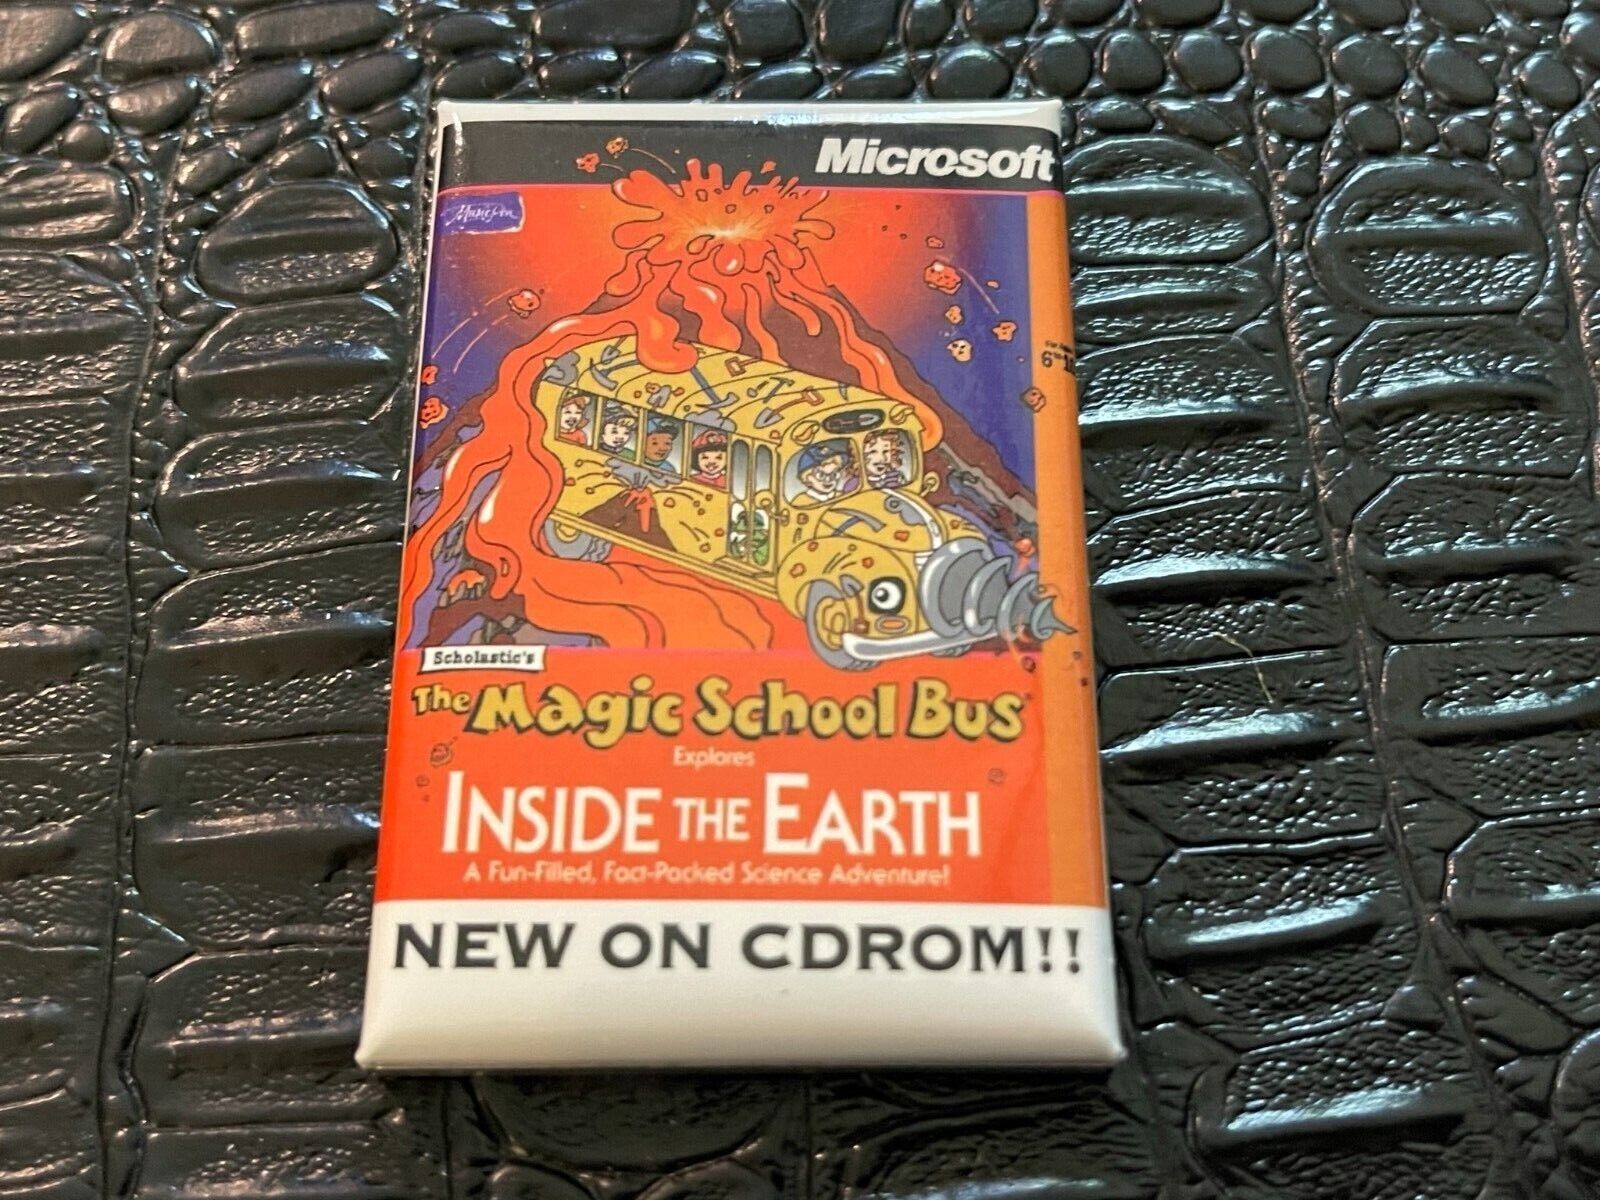 Microsoft
Scholastic's
The Magic School Bus
Explores
INSIDE THE EARTH
A Fun-Filled, Fact-Packed Science Adventure!
NEW ON CDROM!!